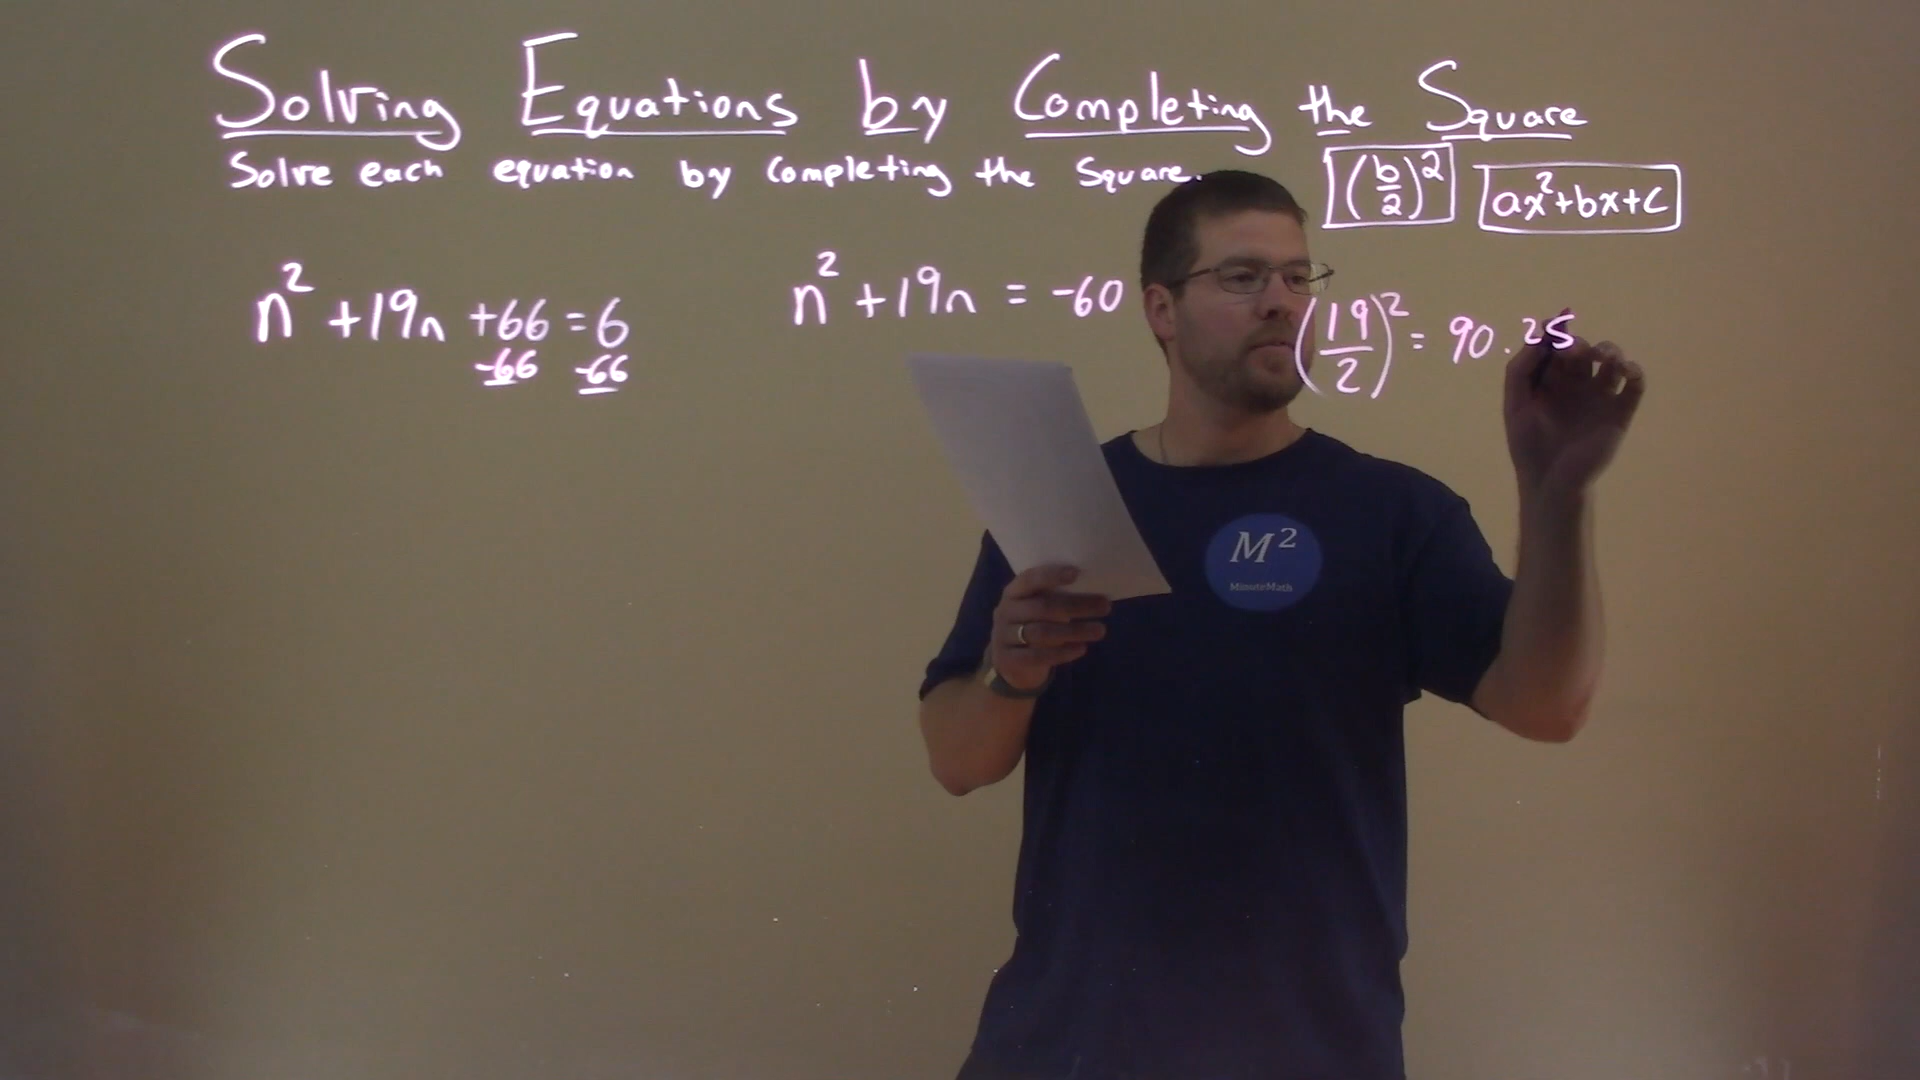 Solving Equations by Completing the Square
Solve each equation by Completing the Square.
(b/2)²
ax²+bx+c
n² +19n +66 = 6
-66 -66
n² +19n = -60
(19/2)² = 90.25
M²
MinuteMath